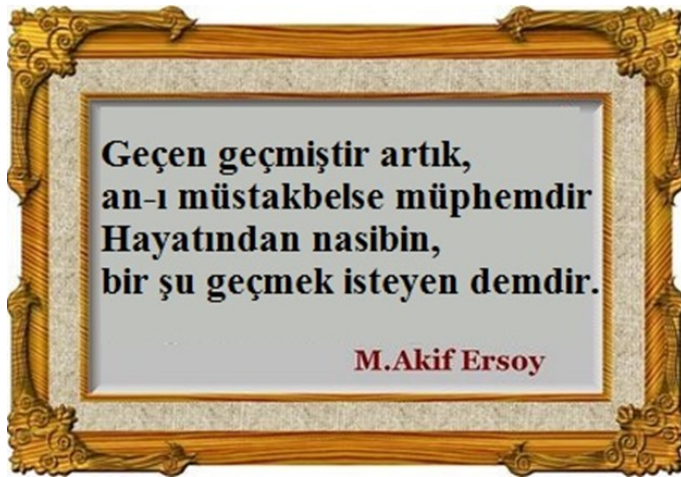 Geçen geçmiştir artık,
an-ı müstakbelse müphemdir
Hayatından nasibin,
bir şu geçmek isteyen demdir.
M.Akif Ersoy